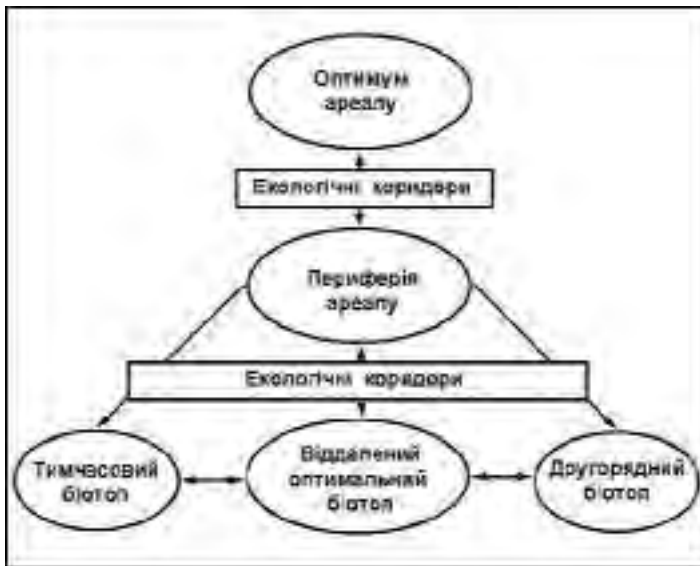 Оптимум
ареалу
Екологічні коридори
Периферія
ареалу
Екологічні коридори
Тимчасовий
біотоп
Віддалений
оптимальний
біотоп
Другорядний
біотоп